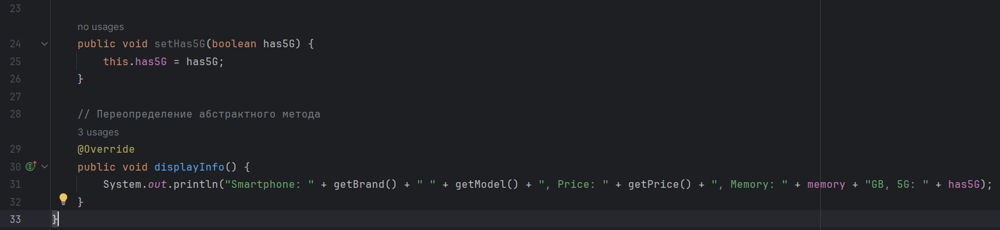 23
no usages
24 public void setHas5G(boolean has5G) {
25 this.has5G = has5G;
26 }
27
28 // Переопределение абстрактного метода
3 usages
29 @Override
30 public void displayInfo() {
31 System.out.println("Smartphone: " + getBrand() + " " + getModel() + ", Price: " + getPrice() + ", Memory: " + memory + "GB, 5G: " + has5G);
32 }
33 }